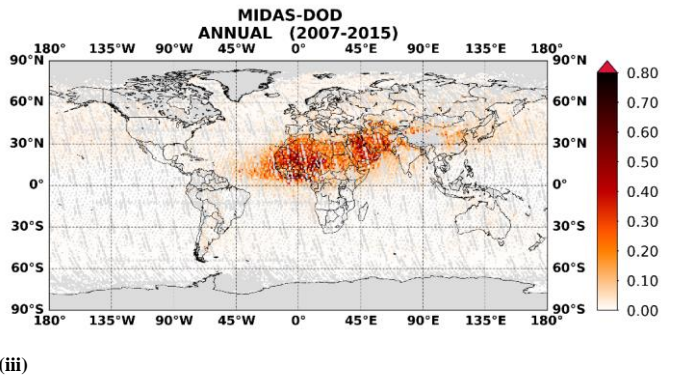 MIDAS-DOD
ANNUAL (2007-2015)
180° 135°W 90°W 45°W 0° 45°E 90°E 135°E 180°
90°N 90°N 0.80
60°N 60°N 0.70
30°N 30°N 0.60
0° 0° 0.50
30°S 30°S 0.40
60°S 60°S 0.30
90°S 90°S 0.20
0.10
0.00
180° 135°W 90°W 45°W 0° 45°E 90°E 135°E 180°
(iii)